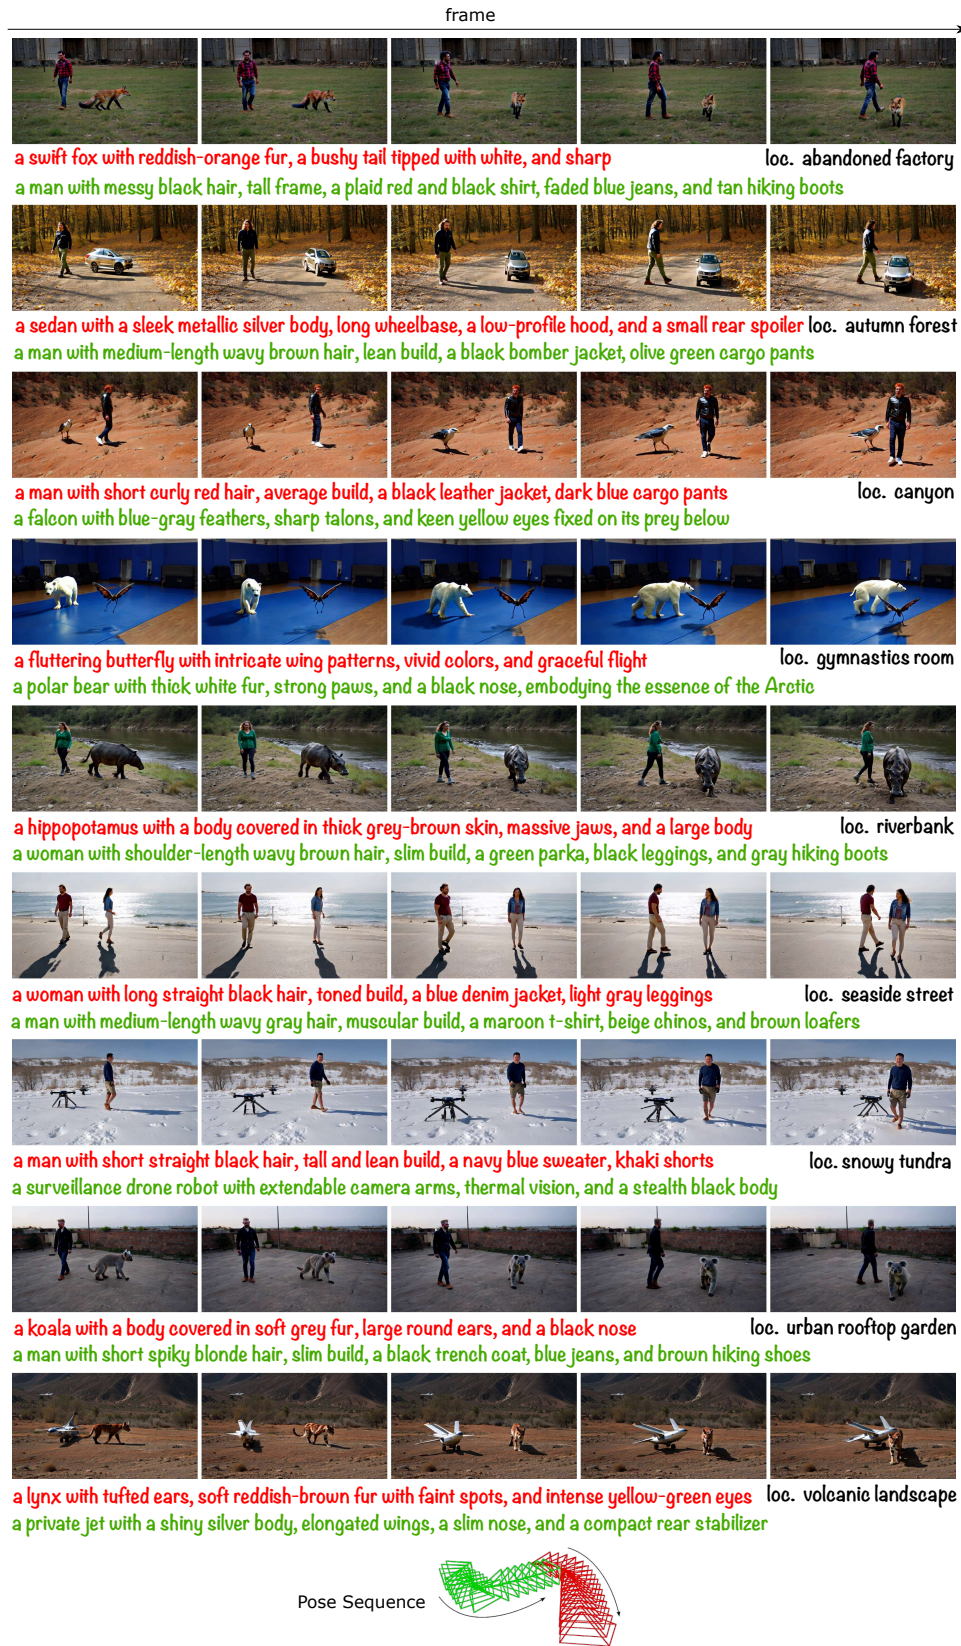 frame
a swift fox with reddish-orange fur, a bushy tail tipped with white, and sharp
loc. abandoned factory
a man with messy black hair, tall frame, a plaid red and black shirt, faded blue jeans, and tan hiking boots
a sedan with a sleek metallic silver body, long wheelbase, a low-profile hood, and a small rear spoiler
loc. autumn forest
a man with medium-length wavy brown hair, lean build, a black bomber jacket, olive green cargo pants
a man with short curly red hair, average build, a black leather jacket, dark blue cargo pants
loc. canyon
a falcon with blue-gray feathers, sharp talons, and keen yellow eyes fixed on its prey below
a fluttering butterfly with intricate wing patterns, vivid colors, and graceful flight
loc. gymnastics room
a polar bear with thick white fur, strong paws, and a black nose, embodying the essence of the Arctic
a hippopotamus with a body covered in thick grey-brown skin, massive jaws, and a large body
loc. riverbank
a woman with shoulder-length wavy brown hair, slim build, a green parka, black leggings, and gray hiking boots
a woman with long straight black hair, toned build, a blue denim jacket, light gray leggings
loc. seaside street
a man with medium-length wavy gray hair, muscular build, a maroon t-shirt, beige chinos, and brown loafers
a man with short straight black hair, tall and lean build, a navy blue sweater, khaki shorts
loc. snowy tundra
a surveillance drone robot with extendable camera arms, thermal vision, and a stealth black body
a koala with a body covered in soft grey fur, large round ears, and a black nose
loc. urban rooftop garden
a man with short spiky blonde hair, slim build, a black trench coat, blue jeans, and brown hiking shoes
a lynx with tufted ears, soft reddish-brown fur with faint spots, and intense yellow-green eyes
loc. volcanic landscape
a private jet with a shiny silver body, elongated wings, a slim nose, and a compact rear stabilizer
Pose Sequence